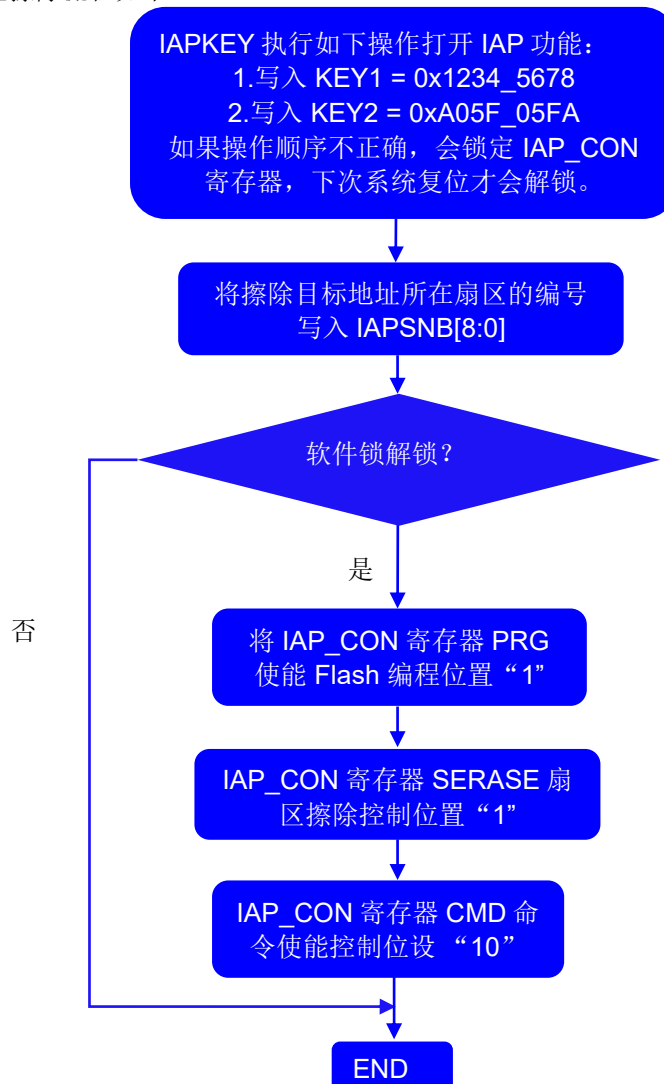 IAPKEY 执行如下操作打开 IAP 功能：
1.写入 KEY1 = 0x1234_5678
2.写入 KEY2 = 0xA05F_05FA
如果操作顺序不正确，会锁定 IAP_CON
寄存器，下次系统复位才会解锁。
将擦除目标地址所在扇区的编号
写入 IAPSNB[8:0]
软件锁解锁？
是
否
将 IAP_CON 寄存器 PRG
使能 Flash 编程位置“1”
IAP_CON 寄存器 SERASE 扇
区擦除控制位置“1”
IAP_CON 寄存器 CMD 命
令使能控制位设 “10”
END